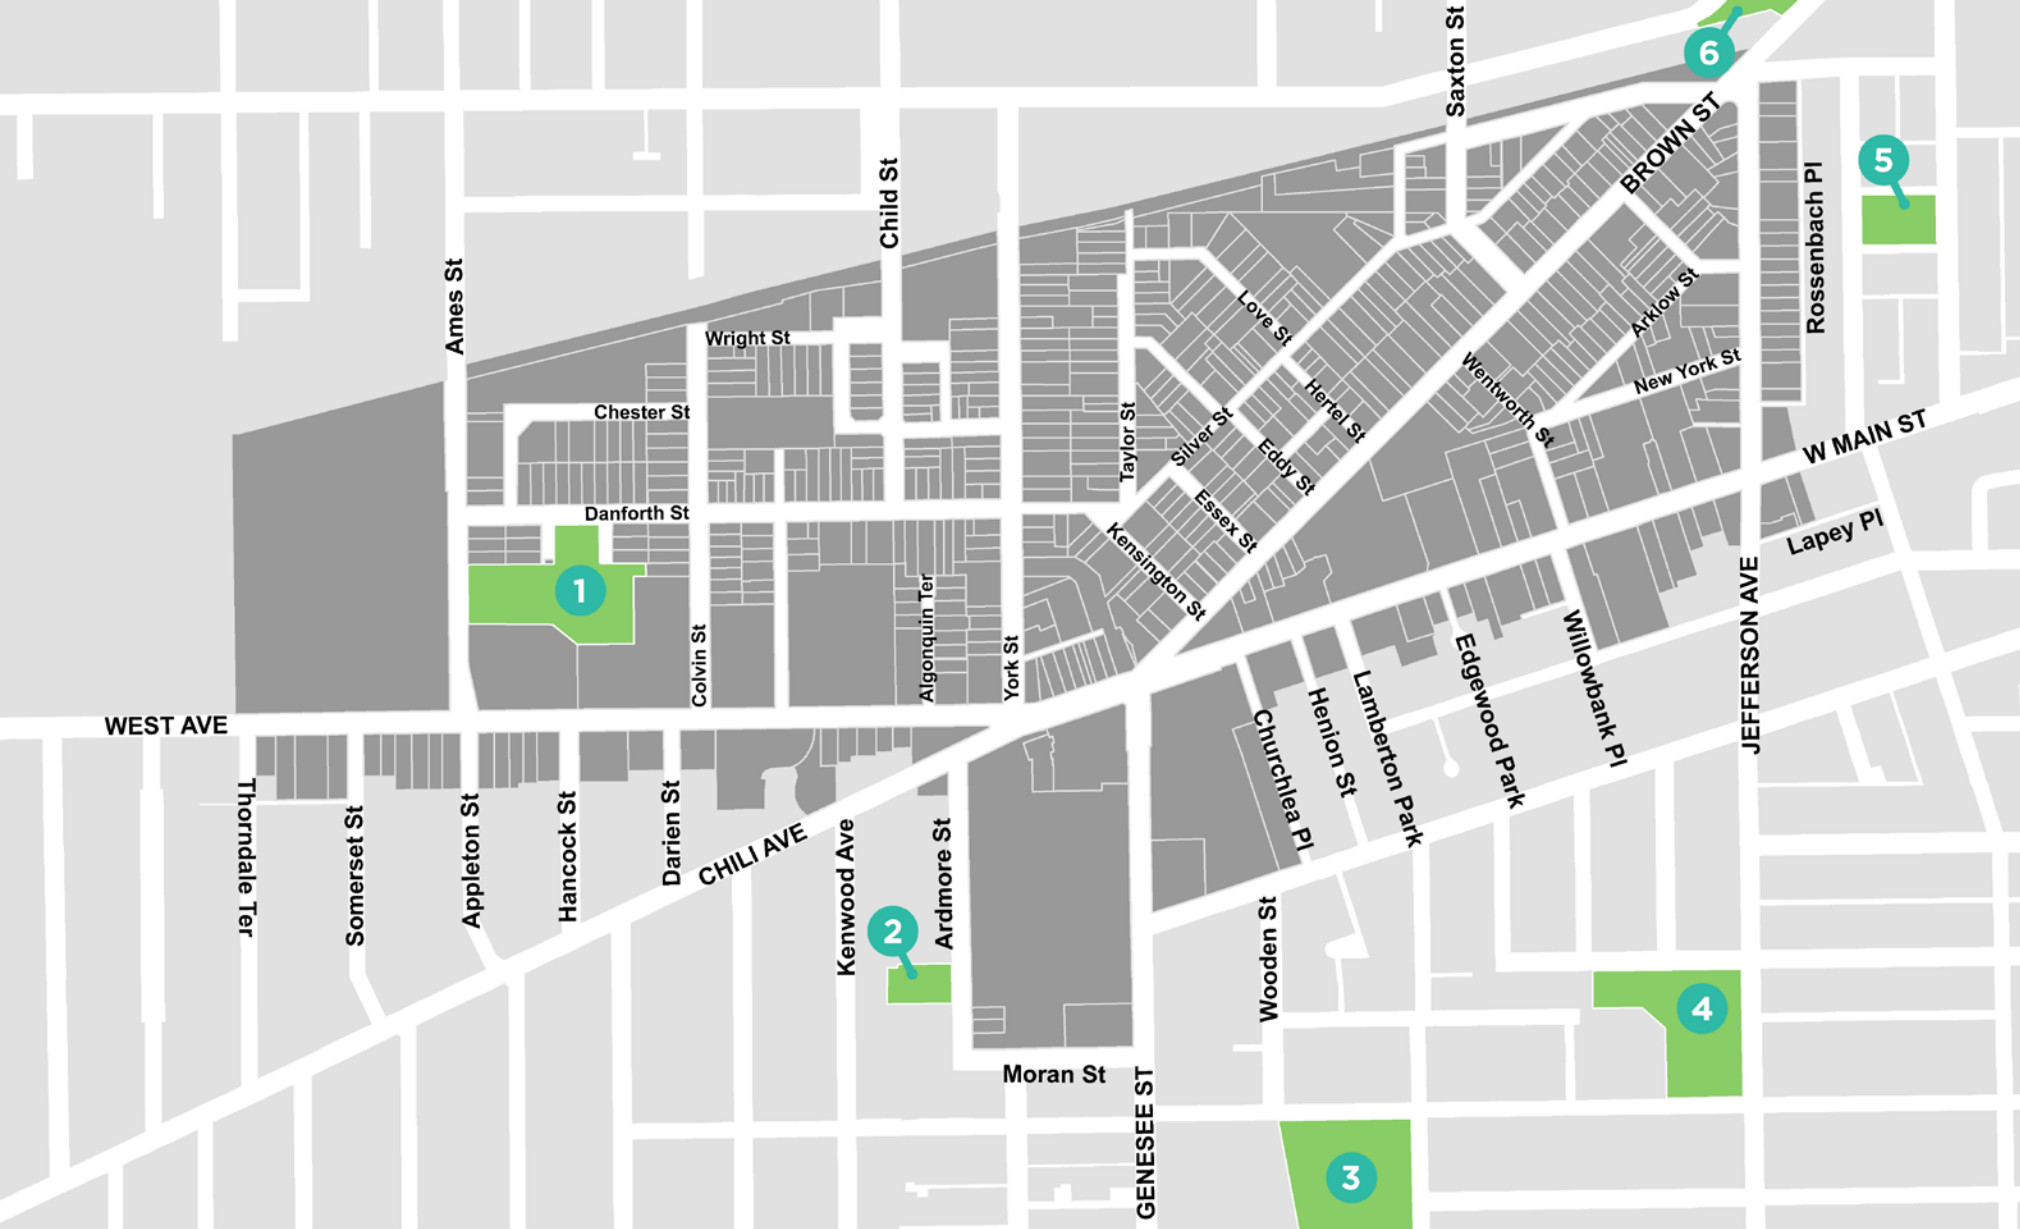 Saxton St
6
BROWN ST
5
Child St
Rossenbach Pl
Ames St
Arklow St
Love St
Wright St
New York St
Wentworth St
Hertel St
Chester St
Taylor St
Silver St
W MAIN ST
Eddy St
Danforth St
Essex St
Lapey Pl
Kensington St
1
Algonquin Ter
JEFFERSON AVE
Colvin St
York St
Willowbank Pl
Edgewood Park
WEST AVE
Lamberton Park
Henion St
Churchlea Pl
Thorndale Ter
Somerset St
Appleton St
Hancock St
Darien St
CHILI AVE
Kenwood Ave
Ardmore St
2
Wooden St
4
Moran St
GENESEE ST
3